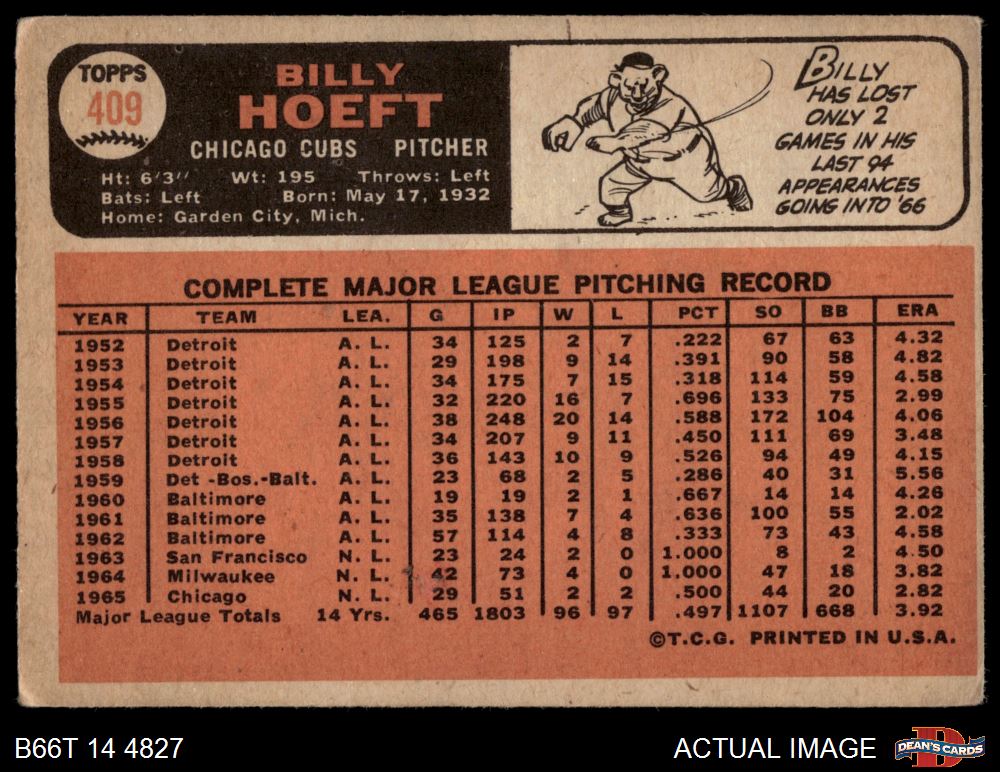 TOPPS
409
BILLY
HOEFT
CHICAGO CUBS PITCHER
Ht: 6'3" Wt: 195 Throws: Left
Bats: Left Born: May 17, 1932
Home: Garden City, Mich.
BILLY
HAS LOST
ONLY 2
GAMES IN HIS
LAST 94
APPEARANCES
GOING INTO '66
COMPLETE MAJOR LEAGUE PITCHING RECORD
YEAR TEAM LEA. G IP W L PCT SO BB ERA
1952 Detroit A. L. 34 125 2 7 .222 67 63 4.32
1953 Detroit A. L. 29 198 9 14 .391 90 58 4.82
1954 Detroit A. L. 34 175 7 15 .318 114 59 4.58
1955 Detroit A. L. 32 220 16 7 .696 133 75 2.99
1956 Detroit A. L. 38 248 20 14 .588 172 104 4.06
1957 Detroit A. L. 34 207 9 11 .450 111 69 3.48
1958 Detroit A. L. 36 143 10 9 .526 94 49 4.15
1959 Det -Bos.-Balt. A. L. 23 68 2 5 .286 40 31 5.56
1960 Baltimore A. L. 19 19 2 1 .667 14 14 4.26
1961 Baltimore A. L. 35 138 7 4 .636 100 55 2.02
1962 Baltimore A. L. 57 114 4 8 .333 73 43 4.58
1963 San Francisco N. L. 23 24 2 0 1.000 8 2 4.50
1964 Milwaukee N. L. 42 73 4 0 1.000 47 18 3.82
1965 Chicago N. L. 29 51 2 2 .500 44 20 2.82
Major League Totals 14 Yrs. 465 1803 96 97 .497 1107 668 3.92
©T.C.G. PRINTED IN U.S.A.
B66T 14 4827
ACTUAL IMAGE
DEAN'S CARDS